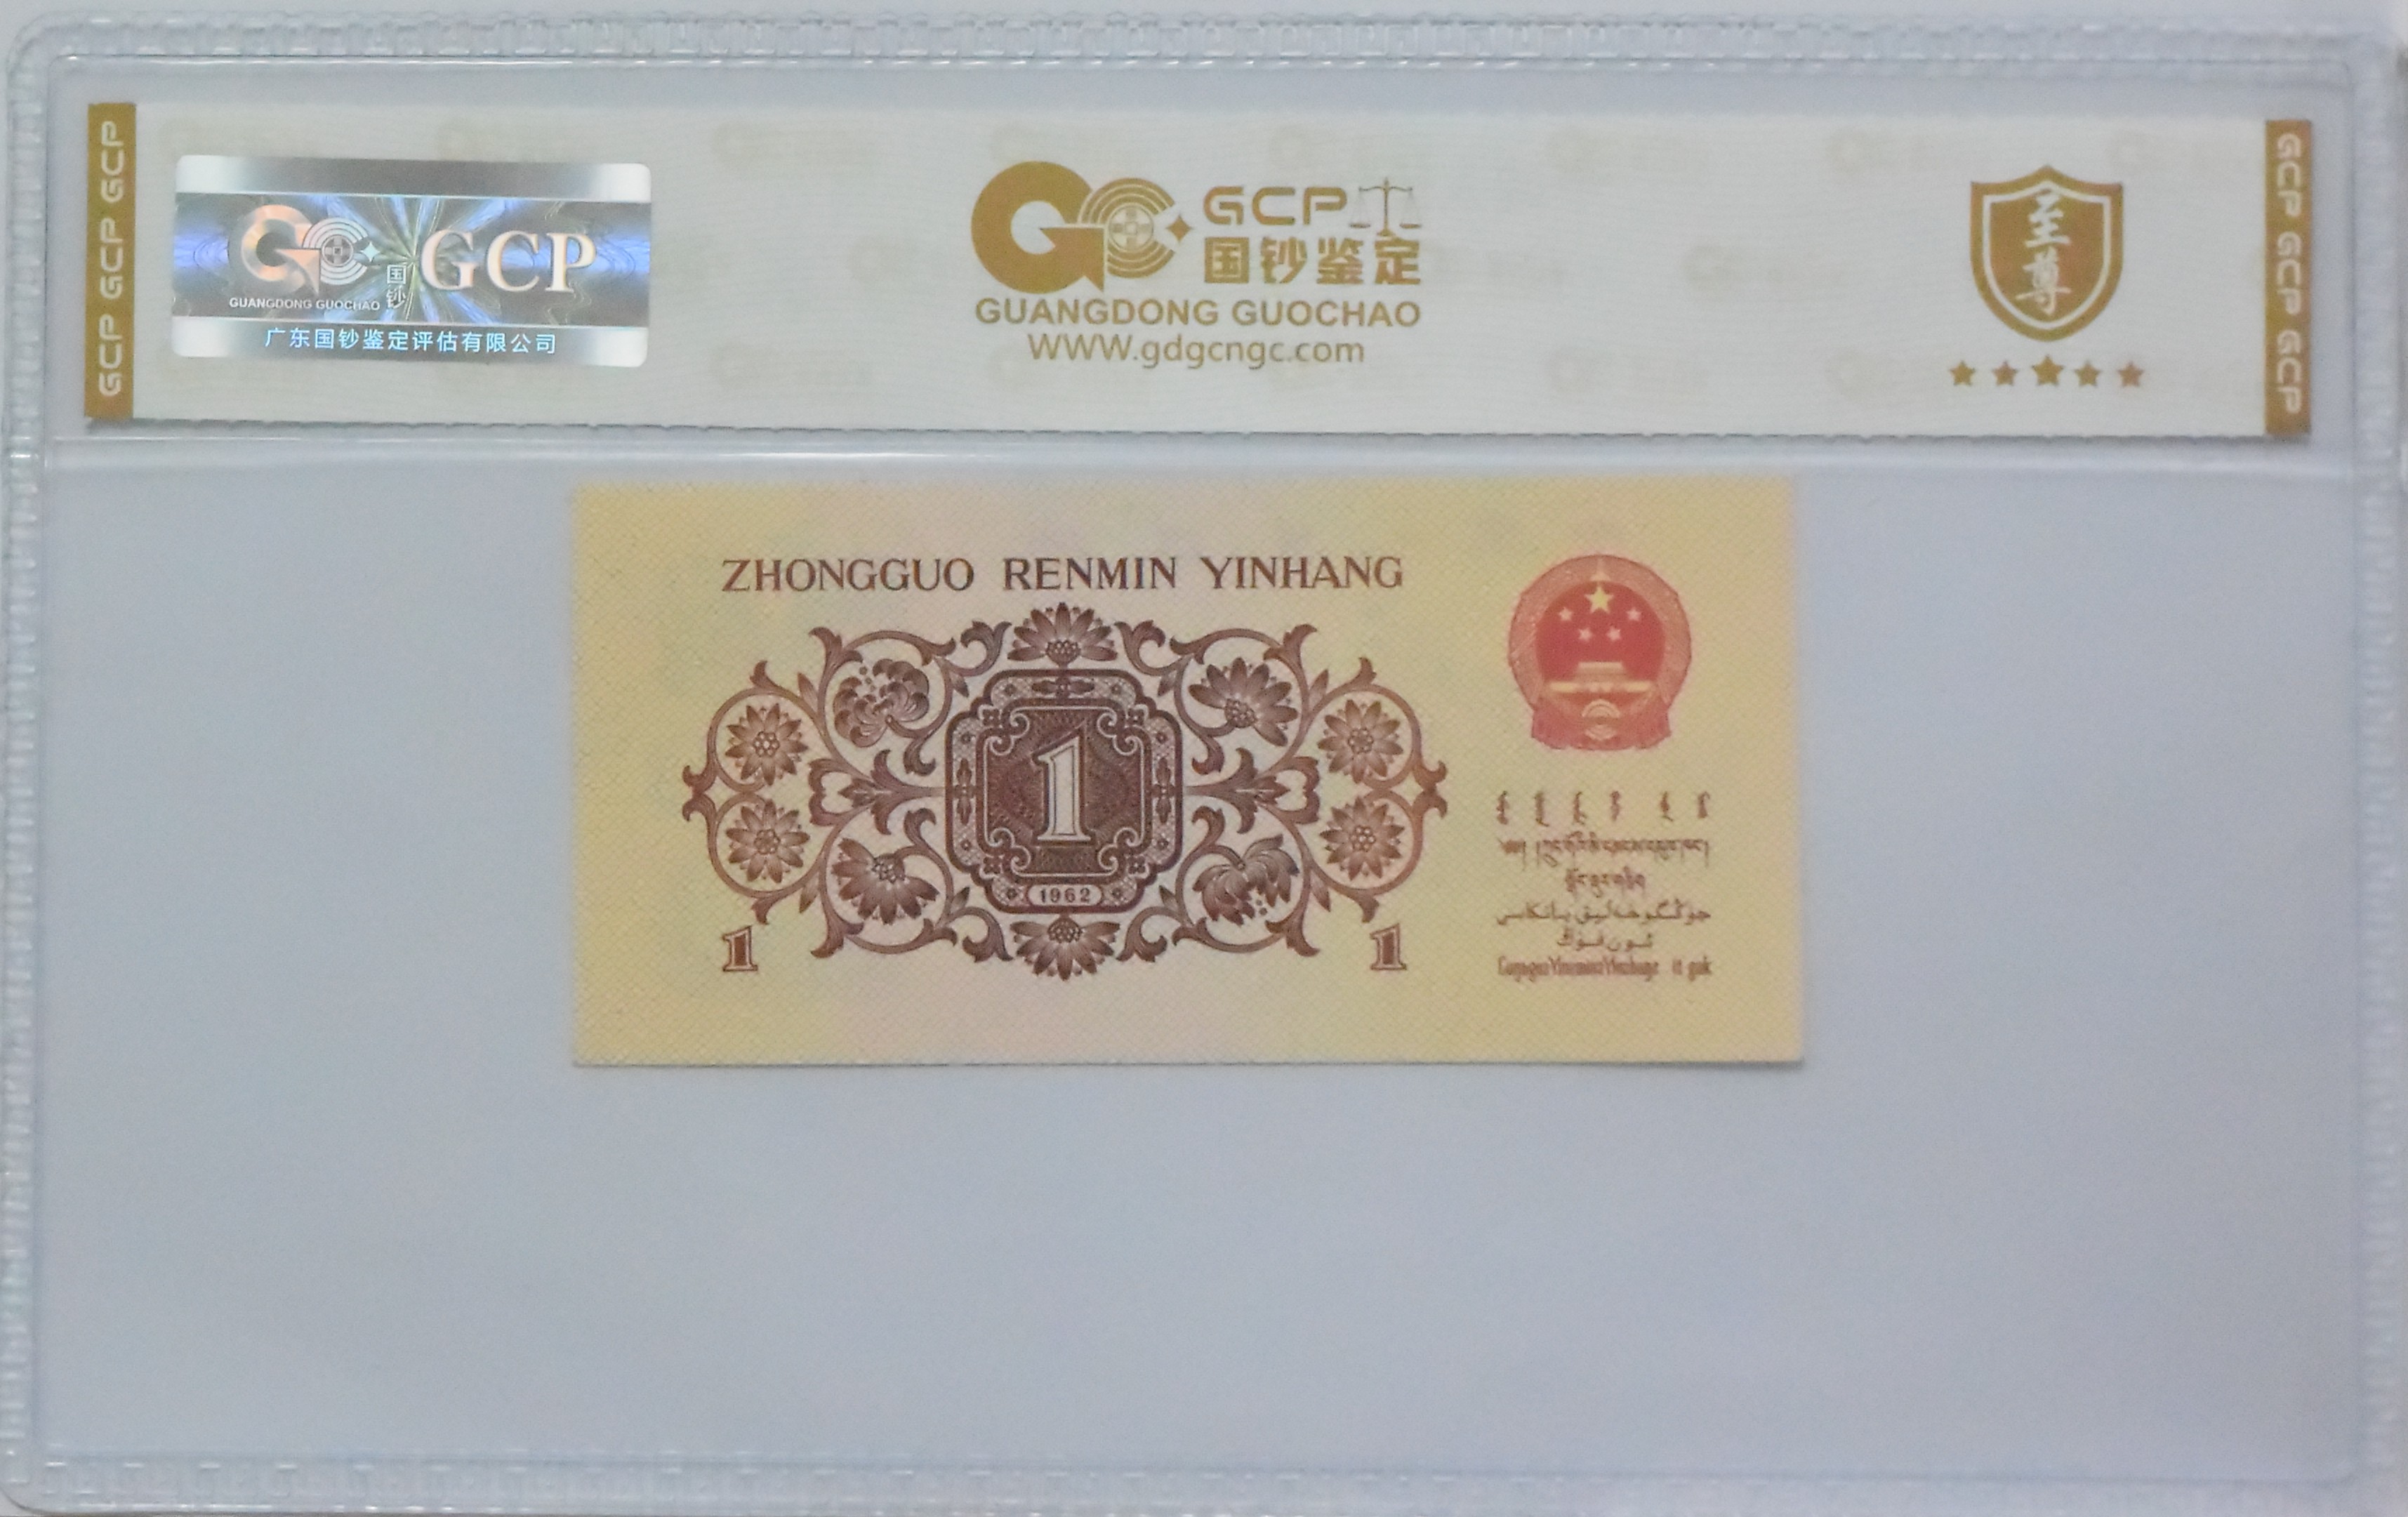 GCP GCP GCP
国钞
GCP
GUANGDONG GUOCHAO
广东国钞鉴定评估有限公司
GCP
国钞鉴定
GUANGDONG GUOCHAO
WWW.gdgcngc.com
至尊
GCP GCP GCP
ZHONGGUO RENMIN YINHANG
1
1962
1
1